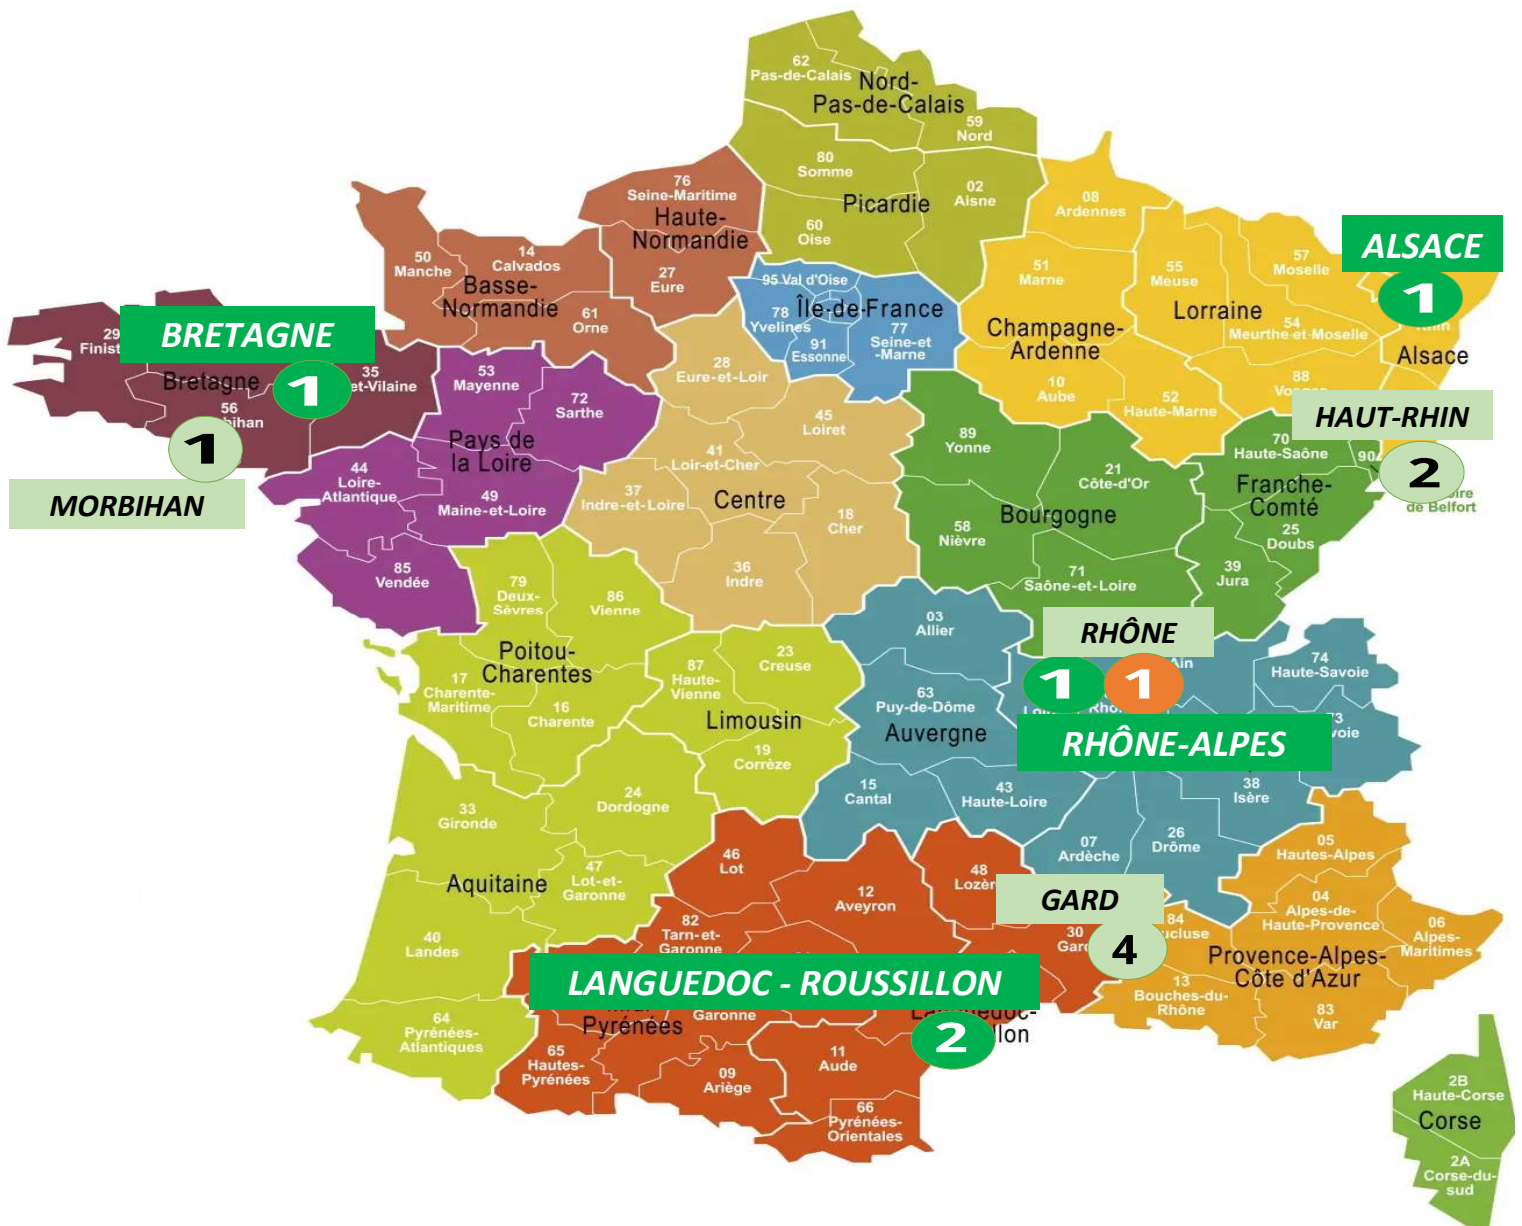 62
Pas-de-Calais
Nord-
Pas-de-Calais
59
Nord
80
Somme
02
Aisne
Picardie
60
Oise
76
Seine-Maritime
Haute-
Normandie
27
Eure
14
Calvados
50
Manche
Basse-
Normandie
61
Orne
08
Ardennes
51
Marne
55
Meuse
57
Moselle
Lorraine
54
Meurthe-et-Moselle
Champagne-
Ardenne
10
Aube
52
Haute-Marne
88
ALSACE
1
Alsace
HAUT-RHIN
2
90
de Belfort
95 Val d'Oise
Île-de-France
78
Yvelines
91
Essonne
77
Seine-et
-Marne
29
BRETAGNE
Bretagne
1
35
et-Vilaine
56
1
MORBIHAN
53
Mayenne
72
Sarthe
Pays de
la Loire
44
Loire-
Atlantique
49
Maine-et-Loire
85
Vendée
28
Eure-et-Loir
45
Loiret
41
Loir-et-Cher
37
Indre-et-Loire
Centre
18
Cher
36
Indre
89
Yonne
21
Côte-d'Or
Bourgogne
58
Nièvre
71
Saône-et-Loire
70
Haute-Saône
Franche-
Comté
25
Doubs
39
Jura
79
Deux-
Sèvres
86
Vienne
Poitou-
Charentes
17
Charente-
Maritime
16
Charente
23
Creuse
87
Haute-
Vienne
Limousin
19
Corrèze
03
Allier
63
Puy-de-Dôme
Auvergne
15
Cantal
43
Haute-Loire
RHÔNE
1
1
Ain
74
Haute-Savoie
RHÔNE-ALPES
38
Isère
07
Ardèche
26
Drôme
24
Dordogne
33
Gironde
47
Lot-et-
Garonne
Aquitaine
40
Landes
64
Pyrénées-
Atlantiques
46
Lot
12
Aveyron
48
82
Tarn-et-
Garonne
GARD
30
4
LANGUEDOC - ROUSSILLON
2
Garonne
Pyrénées
65
Hautes-
Pyrénées
09
Ariège
11
Aude
66
Pyrénées-
Orientales
84
05
Hautes-Alpes
04
Alpes-de-
Haute-Provence
06
Alpes-
Maritimes
Provence-Alpes-
Côte d'Azur
13
Bouches-du-
Rhône
83
Var
2B
Haute-Corse
Corse
2A
Corse-du-
sud